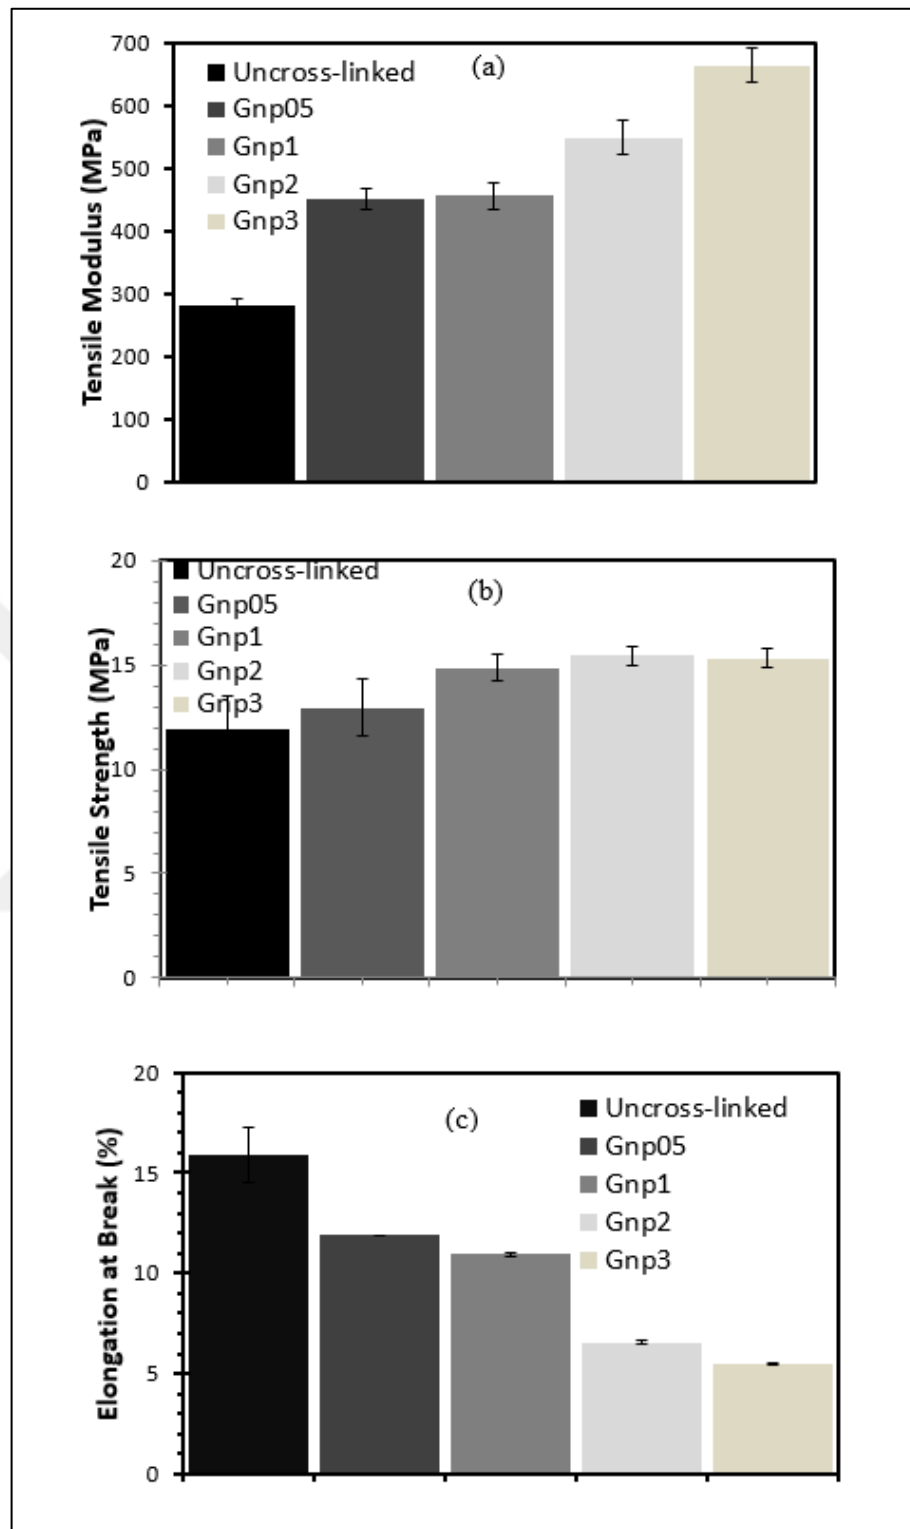 700
600
500
400
300
200
100
0
Tensile Modulus (MPa)
(a)
Uncross-linked
Gnp05
Gnp1
Gnp2
Gnp3
20
15
10
5
0
Tensile Strength (MPa)
(b)
Uncross-linked
Gnp05
Gnp1
Gnp2
Gnp3
20
15
10
5
0
Elongation at Break (%)
(c)
Uncross-linked
Gnp05
Gnp1
Gnp2
Gnp3